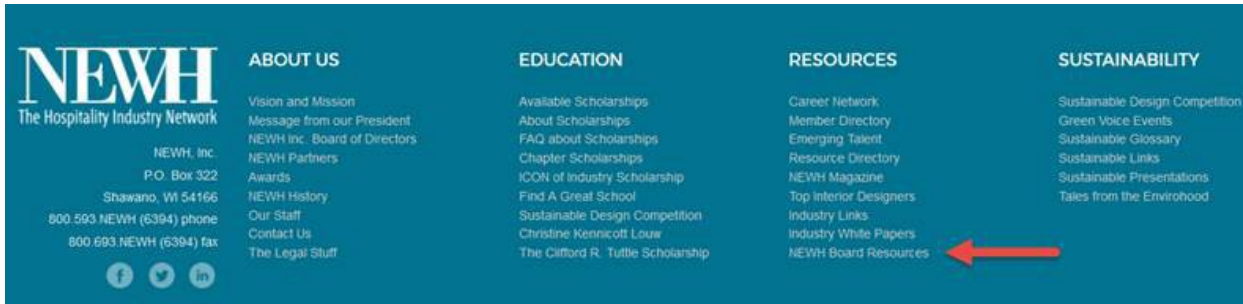 NEWH
The Hospitality Industry Network
NEWH, Inc.
P.O. Box 322
Shawano, WI 54166
800.593.NEWH (6394) phone
800.693.NEWH (6394) fax
ABOUT US
Vision and Mission
Message from our President
NEWH Inc. Board of Directors
NEWH Partners
Awards
NEWH History
Our Staff
Contact Us
The Legal Stuff
EDUCATION
Available Scholarships
About Scholarships
FAQ about Scholarships
Chapter Scholarships
ICON of Industry Scholarship
Find A Great School
Sustainable Design Competition
Christine Kennicott Louw
The Clifford R. Tuttle Scholarship
RESOURCES
Career Network
Member Directory
Emerging Talent
Resource Directory
NEWH Magazine
Top Interior Designers
Industry Links
Industry White Papers
NEWH Board Resources
SUSTAINABILITY
Sustainable Design Competition
Green Voice Events
Sustainable Glossary
Sustainable Links
Sustainable Presentations
Tales from the Envirohood